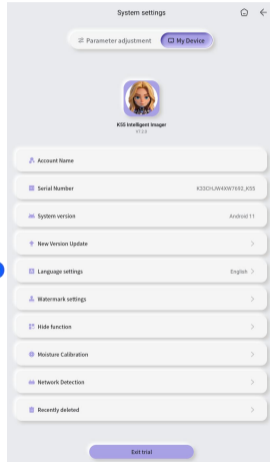 System settings
Parameter adjustment
My Device
K5S Intelligent Imager
Account Name
Serial Number
System version
Android 11
New Version Update
Language settings
English
Watermark settings
Hide function
Moisture Calibration
Network Detection
Recently deleted
Exit trial